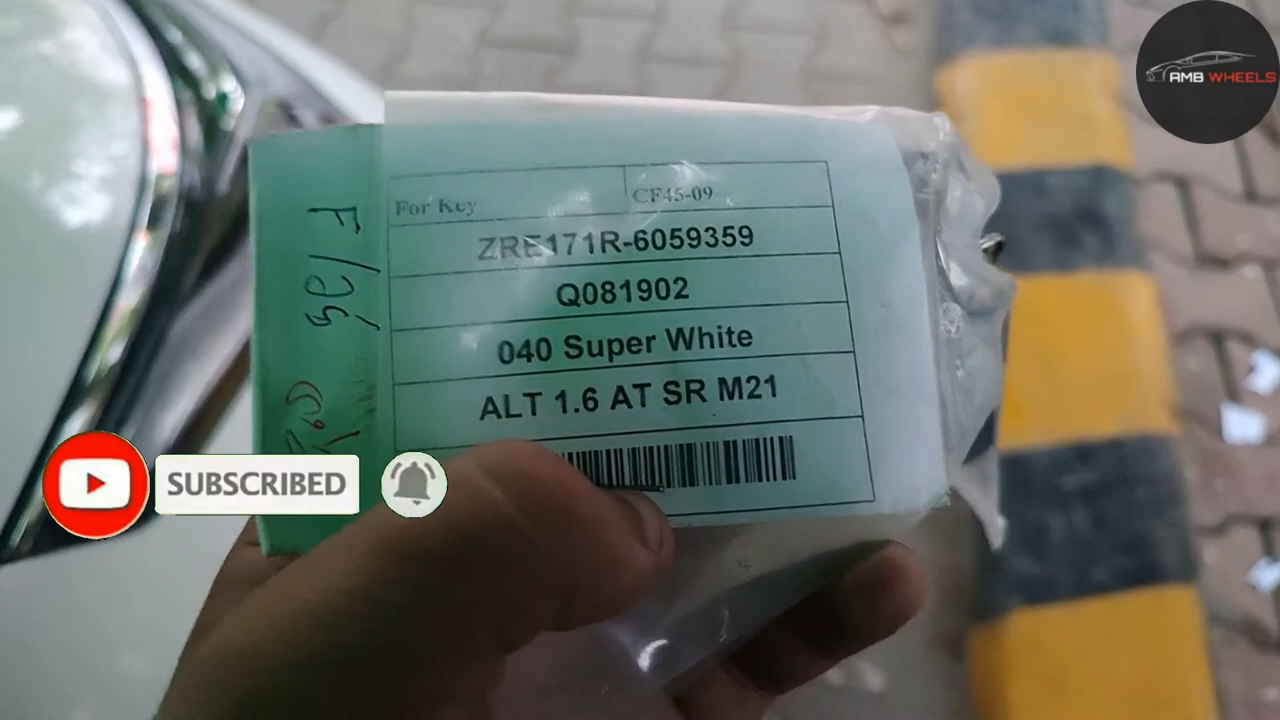 AMB WHEELS
For Key CF45-09
ZRE171R-6059359
Q081902
040 Super White
ALT 1.6 AT SR M21
SUBSCRIBED